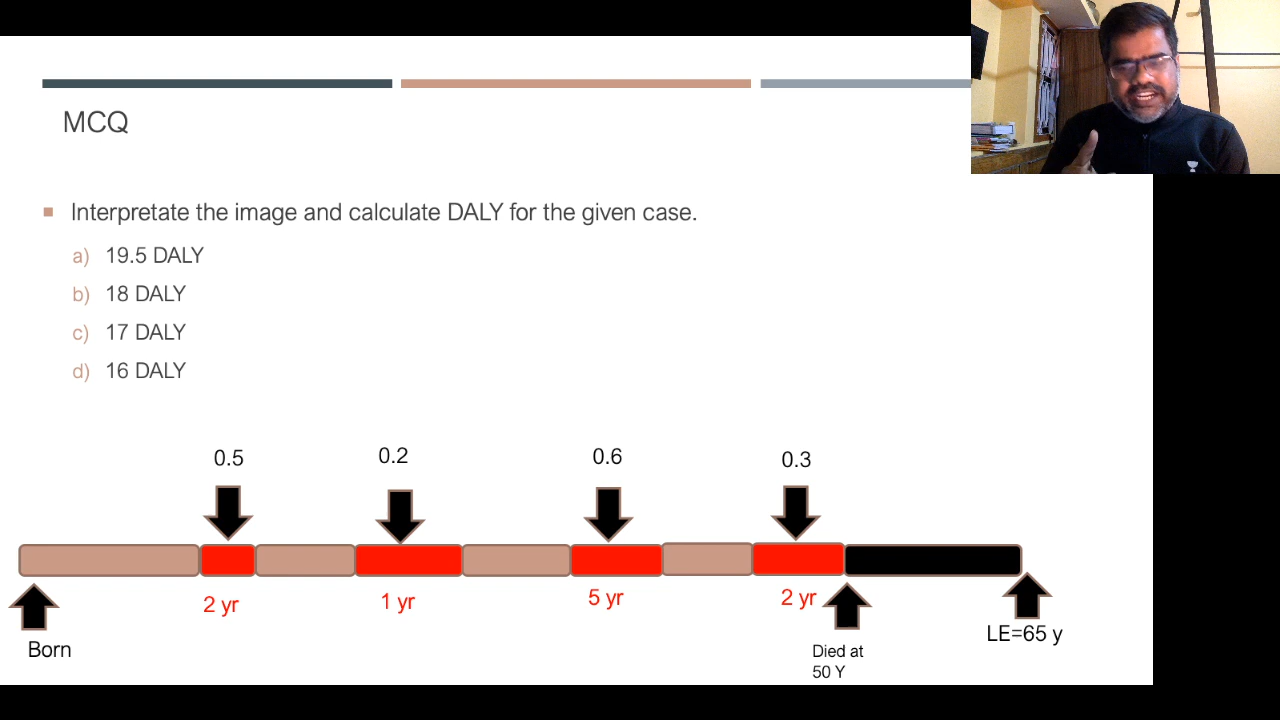 MCQ
Interpretate the image and calculate DALY for the given case.
a) 19.5 DALY
b) 18 DALY
c) 17 DALY
d) 16 DALY
0.5
0.2
0.6
0.3
2 yr
1 yr
5 yr
2 yr
Born
Died at
50 Y
LE=65 y